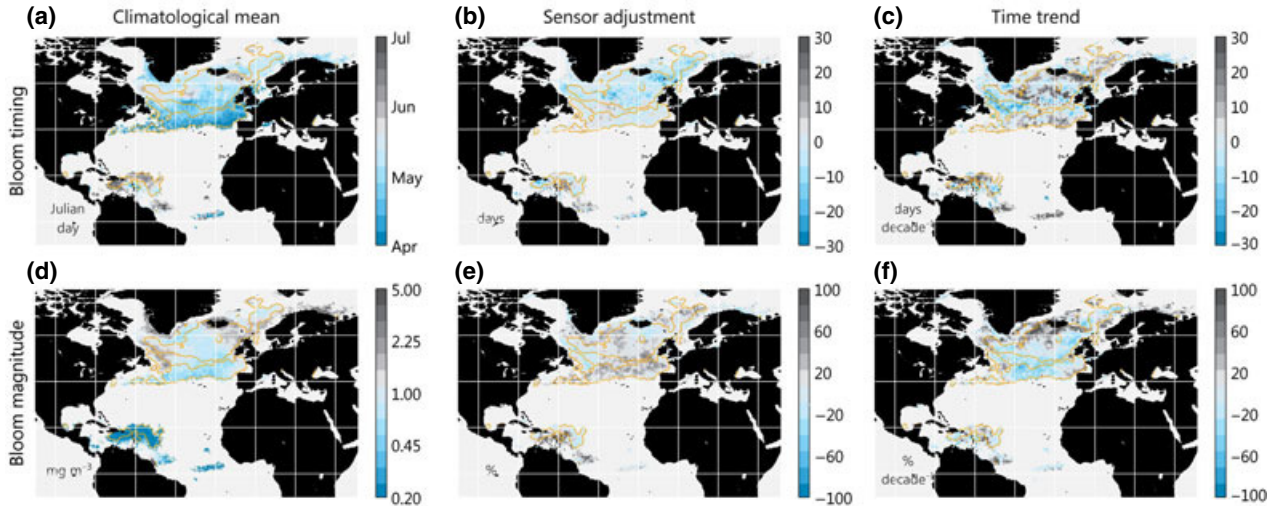 (a) Climatological mean
(b) Sensor adjustment
(c) Time trend
Bloom timing
Jul
Jun
May
Apr
Julian
day
30
20
10
0
−10
−20
−30
days
30
20
10
0
−10
−20
−30
days
decade
(d)
(e)
(f)
Bloom magnitude
5.00
2.25
1.00
0.45
0.20
mg m⁻³
100
60
20
−20
−60
−100
%
100
60
20
−20
−60
−100
%
decade